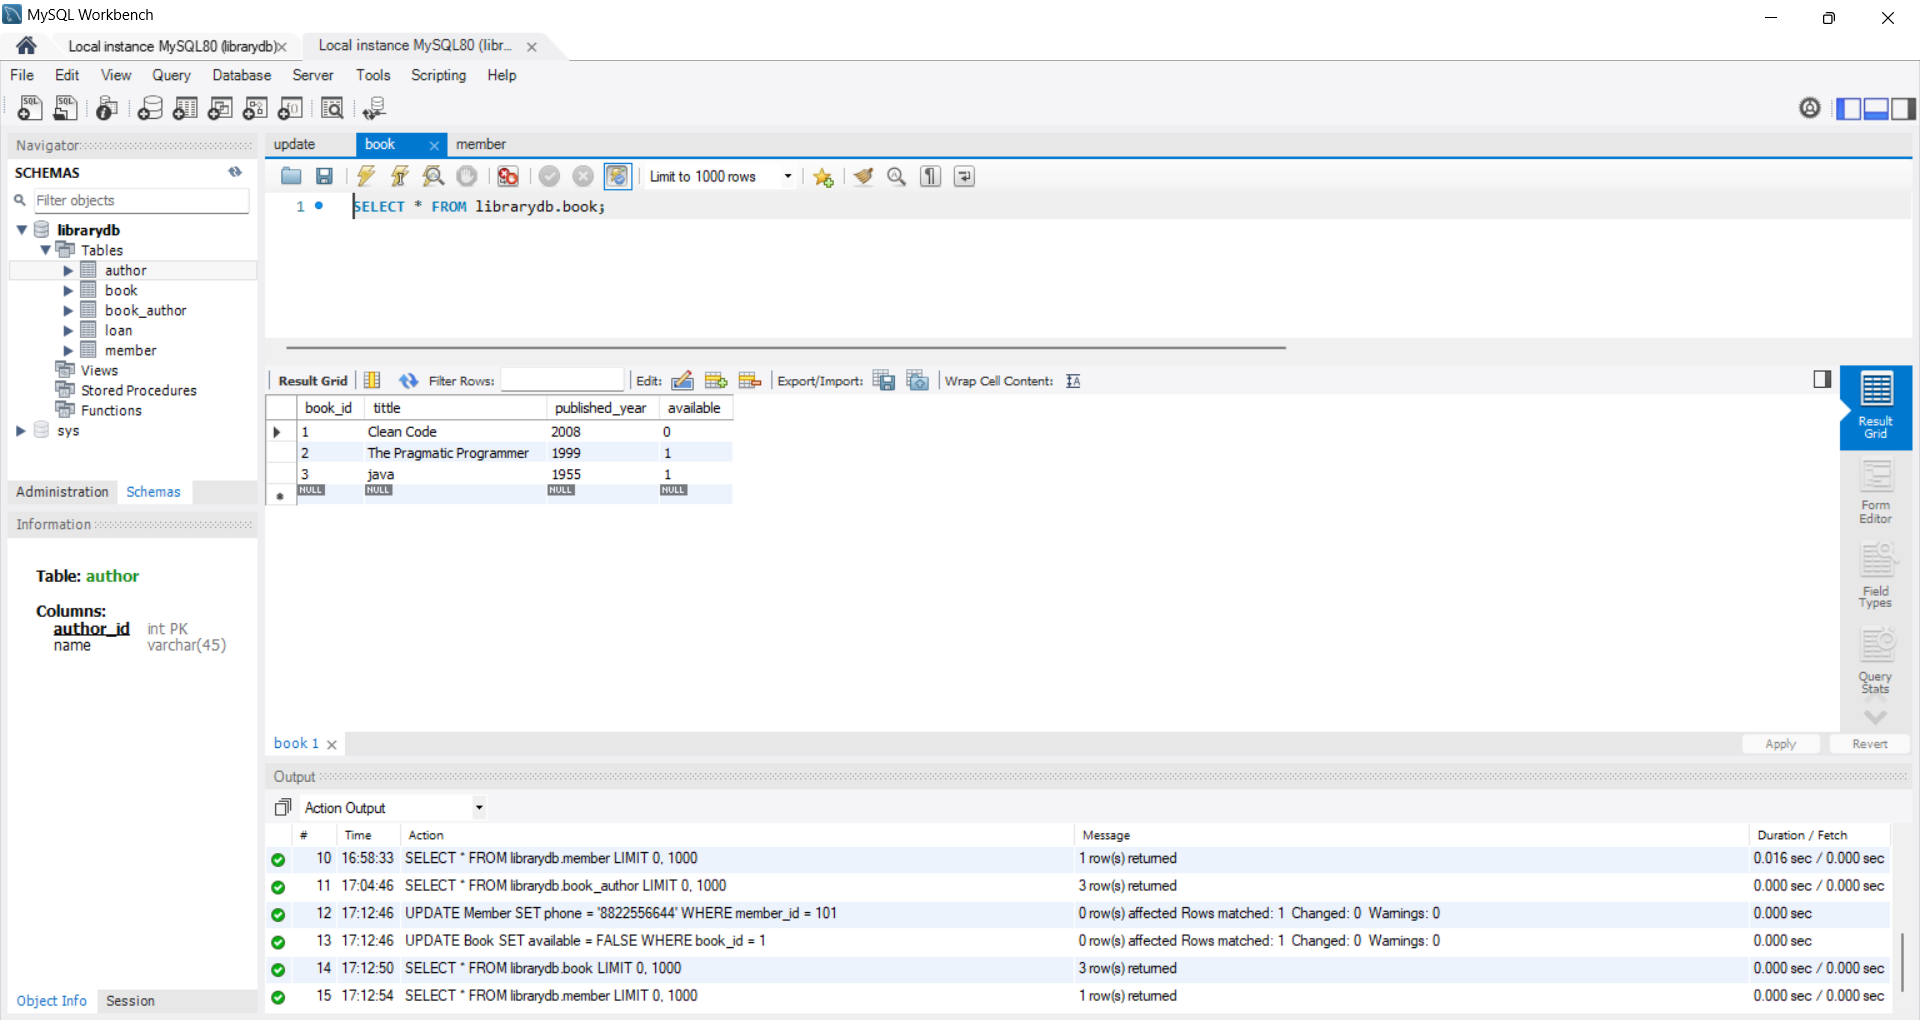 MySQL Workbench
Local instance MySQL80 (librarydb) Local instance MySQL80 (libr...
File Edit View Query Database Server Tools Scripting Help
Navigator
SCHEMAS
Filter objects
librarydb
Tables
author
book
book_author
loan
member
Views
Stored Procedures
Functions
sys
Administration Schemas
Information
Table: author
Columns:
author_id int PK
name varchar(45)
Object Info Session
update book member
Limit to 1000 rows
1 SELECT * FROM librarydb.book;
Result Grid Filter Rows: Edit: Export/Import: Wrap Cell Content:
book_id tittle published_year available
1 Clean Code 2008 0
2 The Pragmatic Programmer 1999 1
3 java 1955 1
NULL NULL NULL NULL
Result
Grid
Form
Editor
Field
Types
Query
Stats
book 1 Apply Revert
Output
Action Output
# Time Action Message Duration / Fetch
10 16:58:33 SELECT * FROM librarydb.member LIMIT 0, 1000 1 row(s) returned 0.016 sec / 0.000 sec
11 17:04:46 SELECT * FROM librarydb.book_author LIMIT 0, 1000 3 row(s) returned 0.000 sec / 0.000 sec
12 17:12:46 UPDATE Member SET phone = '8822556644' WHERE member_id = 101 0 row(s) affected Rows matched: 1 Changed: 0 Warnings: 0 0.000 sec
13 17:12:46 UPDATE Book SET available = FALSE WHERE book_id = 1 0 row(s) affected Rows matched: 1 Changed: 0 Warnings: 0 0.000 sec
14 17:12:50 SELECT * FROM librarydb.book LIMIT 0, 1000 3 row(s) returned 0.000 sec / 0.000 sec
15 17:12:54 SELECT * FROM librarydb.member LIMIT 0, 1000 1 row(s) returned 0.000 sec / 0.000 sec